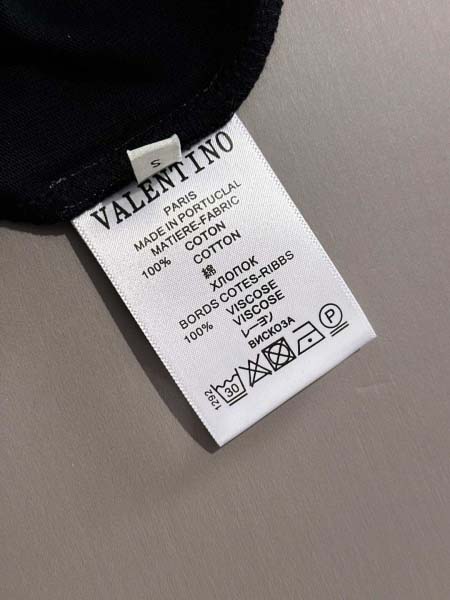 S
VALENTINO
PARIS
MADE IN PORTUCLAL
MATIERE-FABRIC
100% COTON
COTTON
綿
ХЛОПОК
BORDS COTES-RIBBS
100% VISCOSE
VISCOSE
レーヨン
ВИСКОЗА
1292 30 P